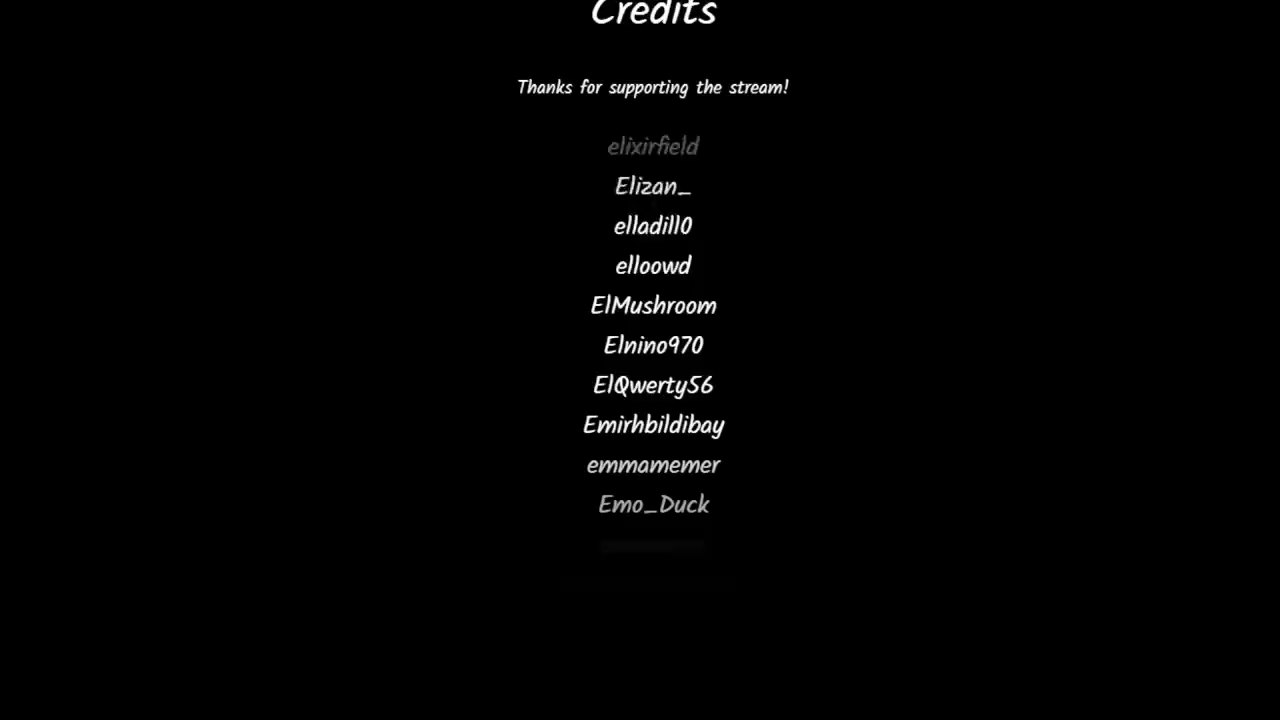 Credits
Thanks for supporting the stream!
elixirfield
Elizan_
elladill0
elloowd
ElMushroom
Elnino970
ElQwerty56
Emirhbildibay
emmamemer
Emo_Duck